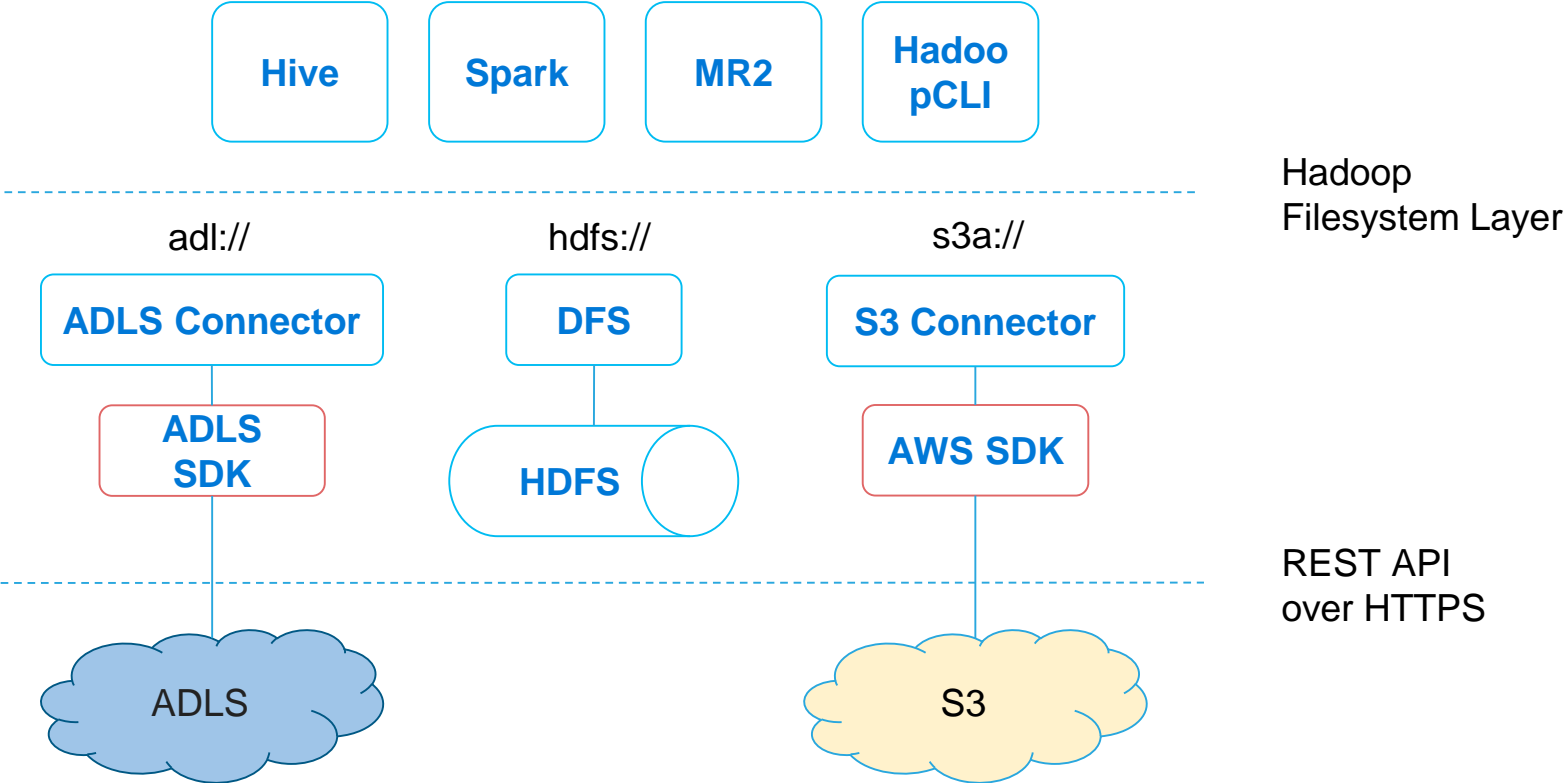 Hive
Spark
MR2
Hadoo
pCLI
Hadoop
Filesystem Layer
adl://
hdfs://
s3a://
ADLS Connector
DFS
S3 Connector
ADLS
SDK
HDFS
AWS SDK
REST API
over HTTPS
ADLS
S3